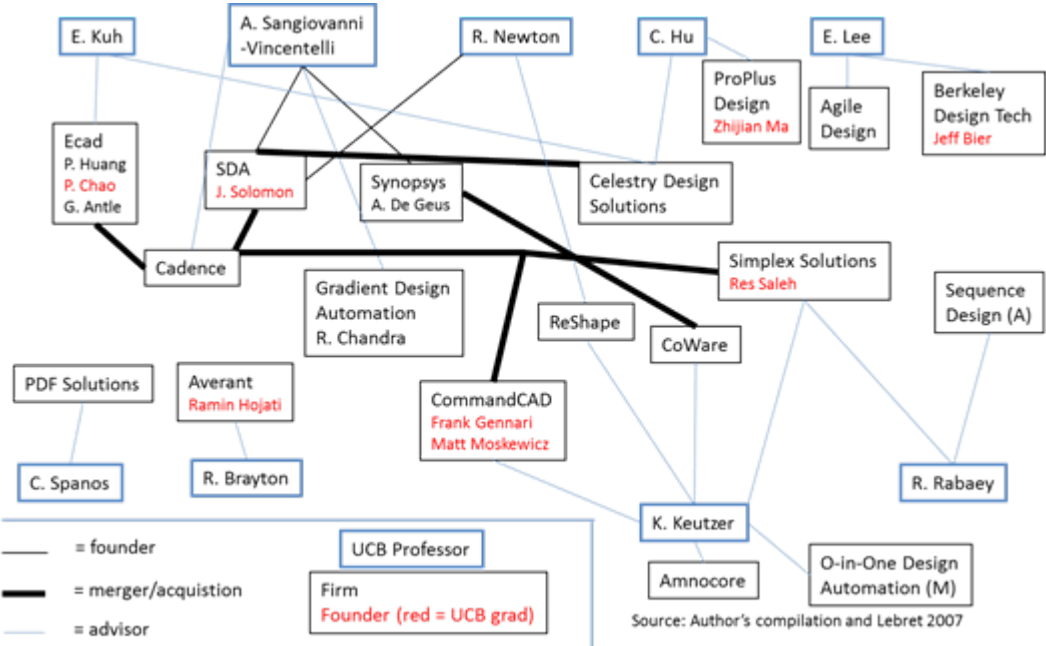 E. Kuh
A. Sangiovanni
-Vincentelli
R. Newton
C. Hu
E. Lee
ProPlus
Design
Zhijian Ma
Agile
Design
Berkeley
Design Tech
Jeff Bier
Ecad
P. Huang
P. Chao
G. Antle
SDA
J. Solomon
Synopsys
A. De Geus
Celestry Design
Solutions
Cadence
Gradient Design
Automation
R. Chandra
ReShape
CoWare
Simplex Solutions
Res Saleh
Sequence
Design (A)
PDF Solutions
Averant
Ramin Hojati
CommandCAD
Frank Gennari
Matt Moskewicz
C. Spanos
R. Brayton
K. Keutzer
R. Rabaey
Amnocore
O-in-One Design
Automation (M)
= founder
= merger/acquistion
= advisor
UCB Professor
Firm
Founder (red = UCB grad)
Source: Author's compilation and Lebret 2007